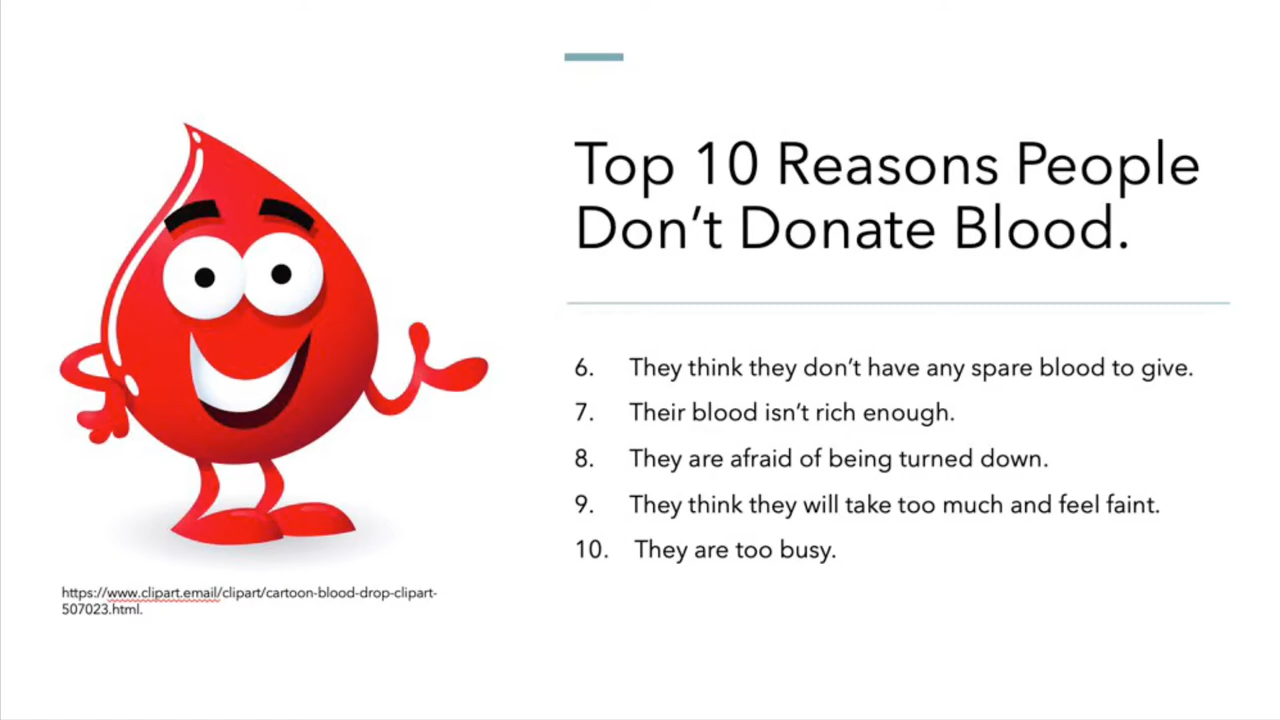 Top 10 Reasons People
Don’t Donate Blood.
6. They think they don’t have any spare blood to give.
7. Their blood isn’t rich enough.
8. They are afraid of being turned down.
9. They think they will take too much and feel faint.
10. They are too busy.
https://www.clipart.email/clipart/cartoon-blood-drop-clipart-
507023.html.